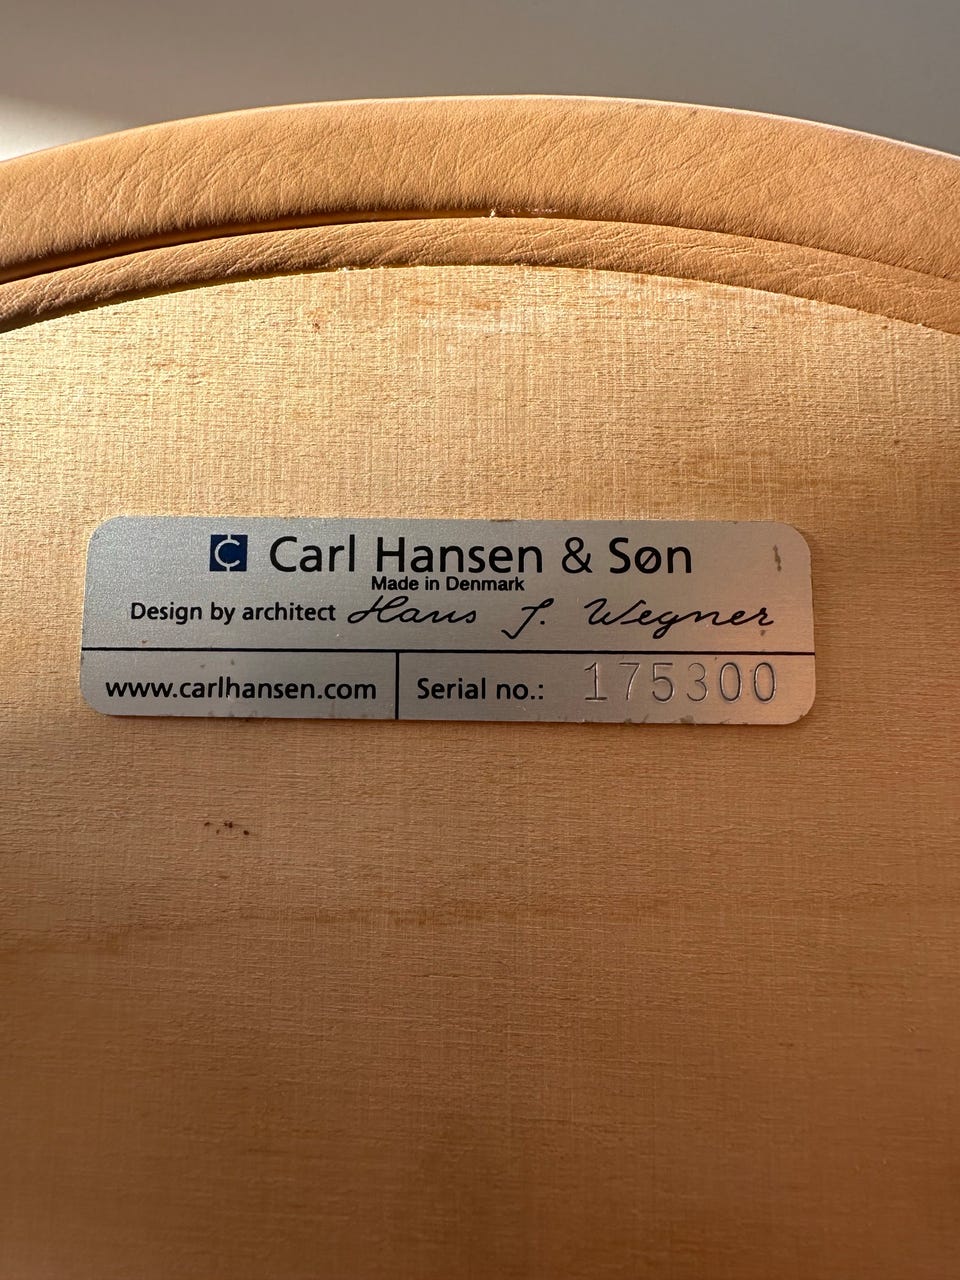 Carl Hansen & Søn
Made in Denmark
Design by architect Hans J. Wegner
www.carlhansen.com
Serial no.: 175300